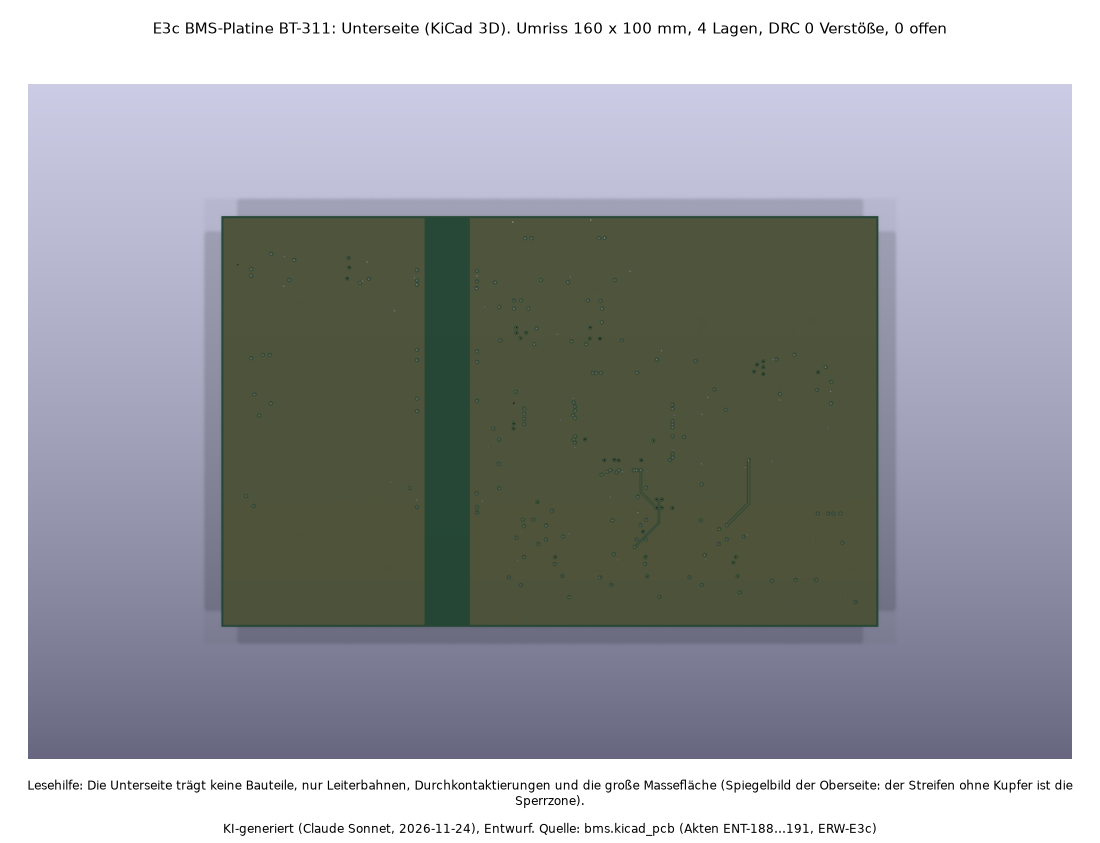 E3c BMS-Platine BT-311: Unterseite (KiCad 3D). Umriss 160 x 100 mm, 4 Lagen, DRC 0 Verstöße, 0 offen
Lesehilfe: Die Unterseite trägt keine Bauteile, nur Leiterbahnen, Durchkontaktierungen und die große Massefläche (Spiegelbild der Oberseite: der Streifen ohne Kupfer ist die
Sperrzone).
KI-generiert (Claude Sonnet, 2026-11-24), Entwurf. Quelle: bms.kicad_pcb (Akten ENT-188...191, ERW-E3c)